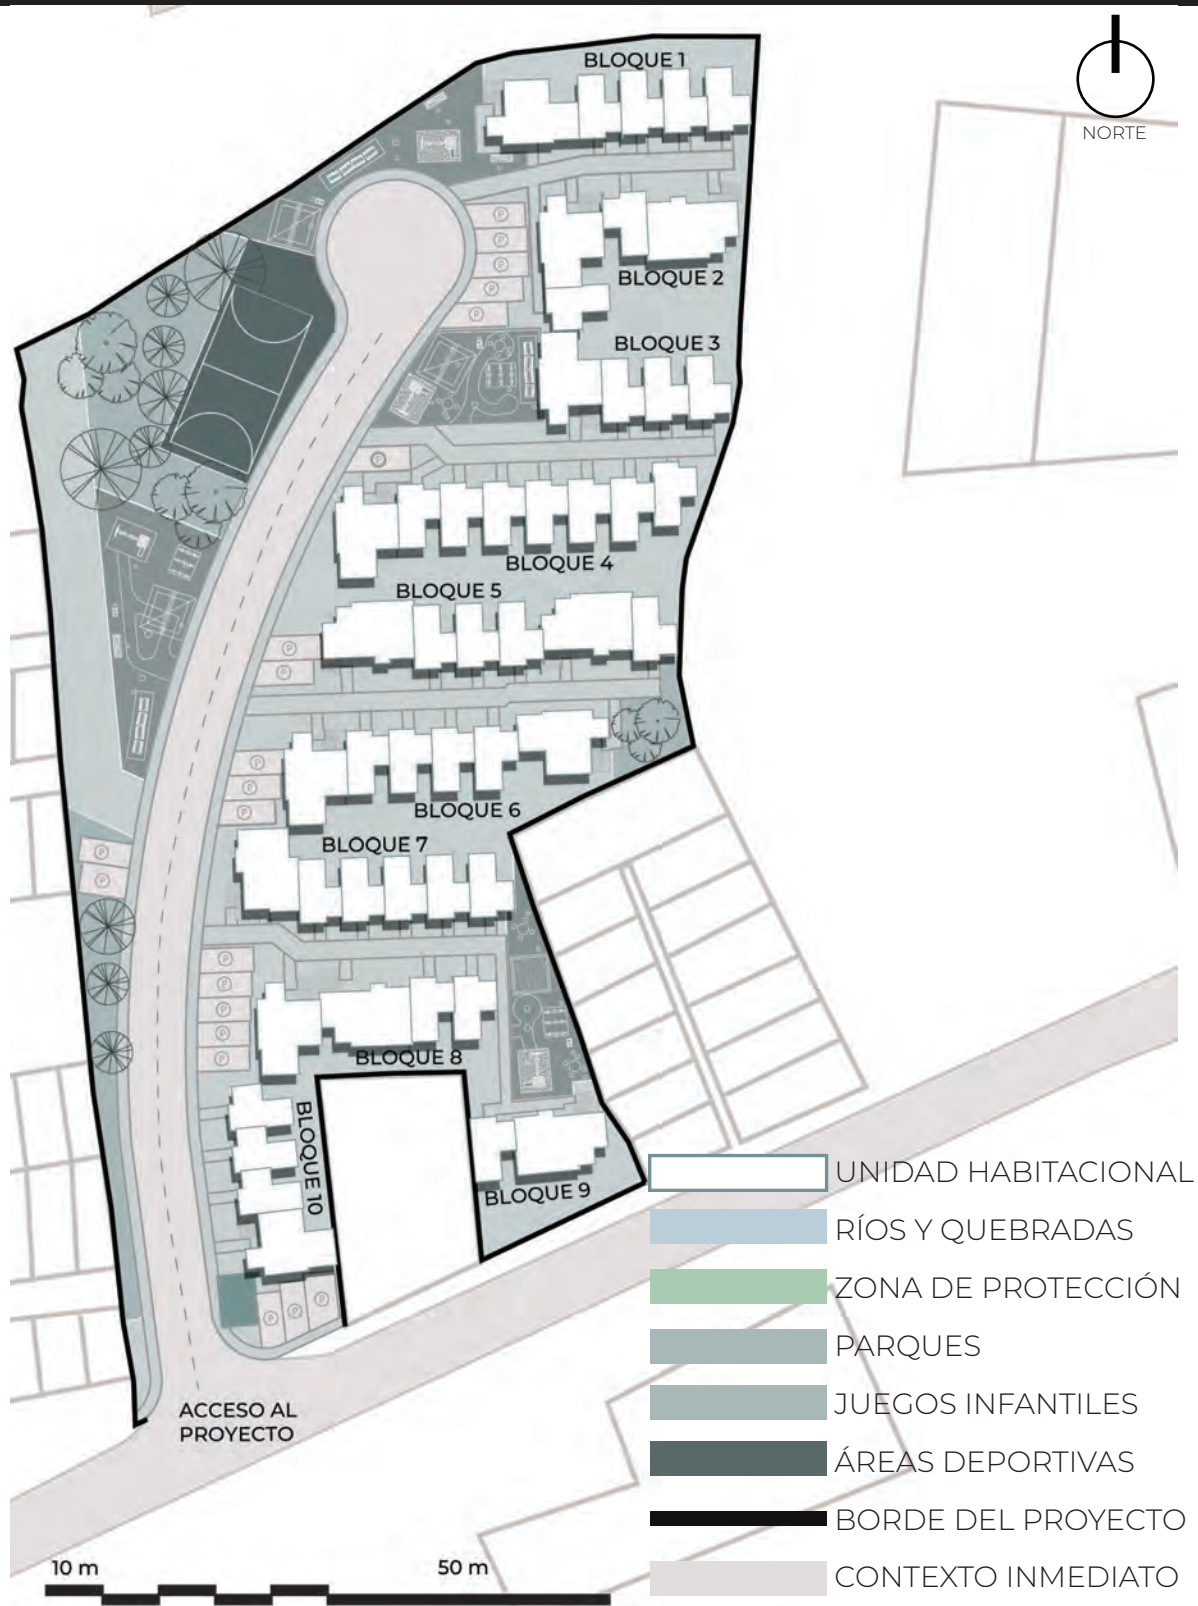 BLOQUE 1
NORTE
BLOQUE 2
BLOQUE 3
P
P
P
P
P
P
BLOQUE 4
BLOQUE 5
P
P
BLOQUE 6
P
P
P
BLOQUE 7
P
P
P
P
P
P
P
BLOQUE 8
BLOQUE 10
BLOQUE 9
P
P
P
UNIDAD HABITACIONAL
RÍOS Y QUEBRADAS
ZONA DE PROTECCIÓN
PARQUES
JUEGOS INFANTILES
ÁREAS DEPORTIVAS
BORDE DEL PROYECTO
CONTEXTO INMEDIATO
ACCESO AL
PROYECTO
10 m
50 m